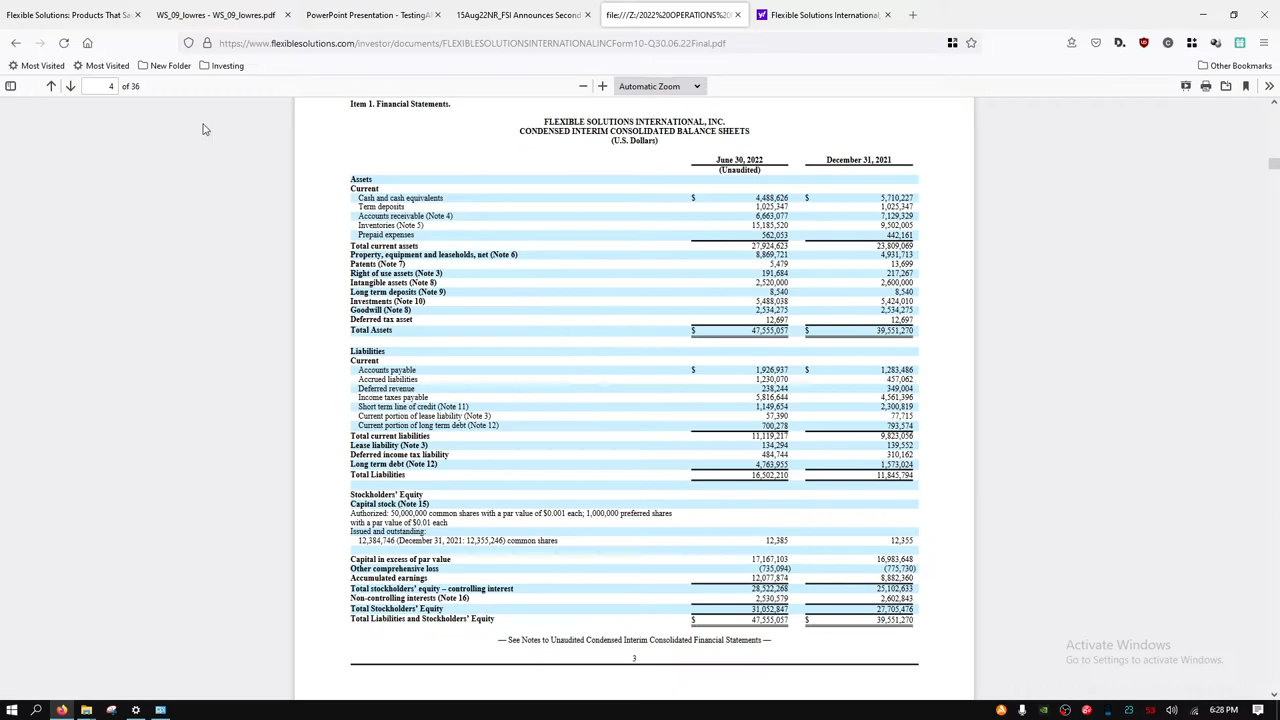 Flexible Solutions: Products That Sa
WS_09_lowres - WS_09_lowres.pdf
PowerPoint Presentation - TestingAl
15Aug22NR_FSI Announces Second
file:///Z:/2022%20OPERATIONS%20
Flexible Solutions International,
https://www.flexiblesolutions.com/investor/documents/FLEXIBLESOLUTIONSINTERNATIONALINCForm10-Q30.06.22Final.pdf
Most Visited
Most Visited
New Folder
Investing
Other Bookmarks
4 of 36
Automatic Zoom
Item 1. Financial Statements.
FLEXIBLE SOLUTIONS INTERNATIONAL, INC.
CONDENSED INTERIM CONSOLIDATED BALANCE SHEETS
(U.S. Dollars)
June 30, 2022 December 31, 2021
(Unaudited)
Assets
Current
Cash and cash equivalents $ 4,488,626 $ 5,710,227
Term deposits 1,025,347 1,025,347
Accounts receivable (Note 4) 6,663,077 7,129,329
Inventories (Note 5) 15,185,520 9,502,005
Prepaid expenses 562,053 442,161
Total current assets 27,924,623 23,809,069
Property, equipment and leaseholds, net (Note 6) 8,869,721 4,931,713
Patents (Note 7) 5,479 13,699
Right of use assets (Note 3) 191,684 217,267
Intangible assets (Note 8) 2,520,000 2,600,000
Long term deposits (Note 9) 8,540 8,540
Investments (Note 10) 5,488,038 5,424,010
Goodwill (Note 8) 2,534,275 2,534,275
Deferred tax asset 12,697 12,697
Total Assets $ 47,555,057 $ 39,551,270
Liabilities
Current
Accounts payable $ 1,926,937 $ 1,283,486
Accrued liabilities 1,230,070 457,062
Deferred revenue 238,244 349,004
Income taxes payable 5,816,644 4,561,396
Short term line of credit (Note 11) 1,149,654 2,300,819
Current portion of lease liability (Note 3) 57,390 77,715
Current portion of long term debt (Note 12) 700,278 793,574
Total current liabilities 11,119,217 9,823,056
Lease liability (Note 3) 134,294 139,552
Deferred income tax liability 484,744 310,162
Long term debt (Note 12) 4,763,955 1,573,024
Total Liabilities 16,502,210 11,845,794
Stockholders' Equity
Capital stock (Note 15)
Authorized: 50,000,000 common shares with a par value of $0.001 each; 1,000,000 preferred shares
with a par value of $0.01 each
Issued and outstanding:
12,384,746 (December 31, 2021: 12,355,246) common shares 12,385 12,355
Capital in excess of par value 17,167,103 16,983,648
Other comprehensive loss (735,094) (775,730)
Accumulated earnings 12,077,874 8,882,360
Total stockholders' equity – controlling interest 28,522,268 25,102,633
Non-controlling interests (Note 16) 2,530,579 2,602,843
Total Stockholders' Equity 31,052,847 27,705,476
Total Liabilities and Stockholders' Equity $ 47,555,057 $ 39,551,270
— See Notes to Unaudited Condensed Interim Consolidated Financial Statements —
3
Activate Windows
Go to Settings to activate Windows.
23
53
6:28 PM